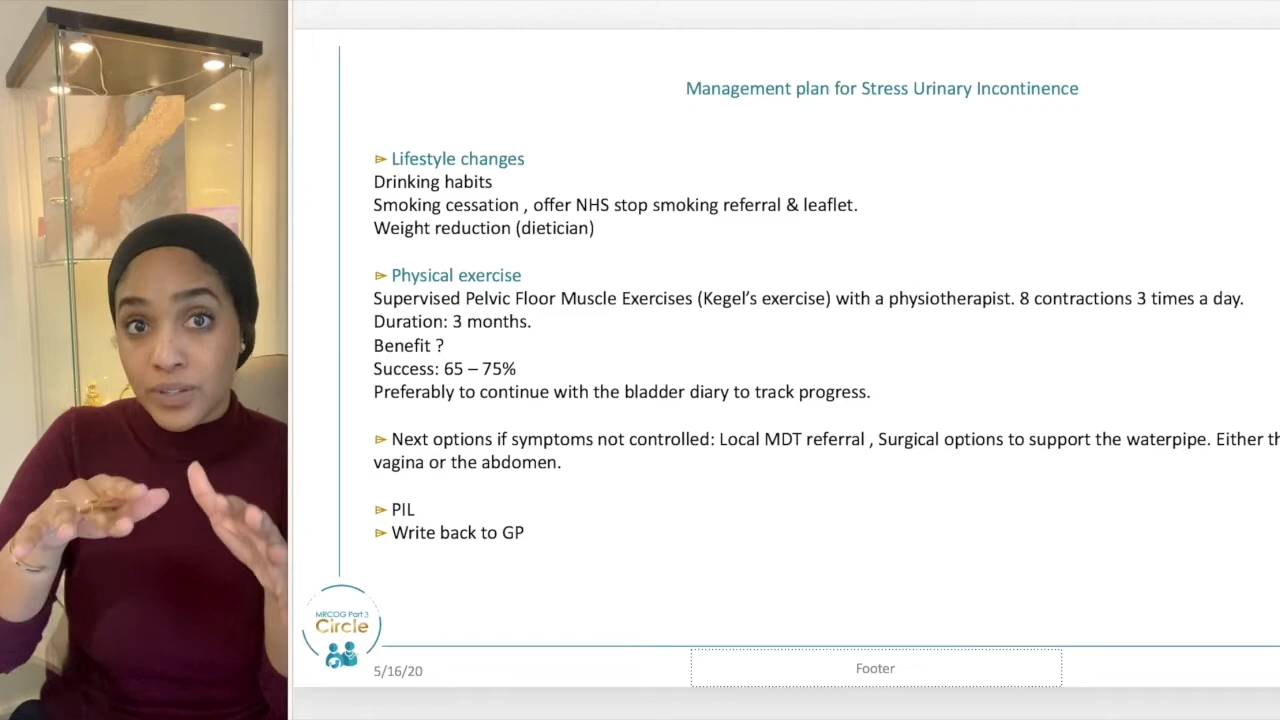 Management plan for Stress Urinary Incontinence
⌲ Lifestyle changes
Drinking habits
Smoking cessation , offer NHS stop smoking referral & leaflet.
Weight reduction (dietician)
⌲ Physical exercise
Supervised Pelvic Floor Muscle Exercises (Kegel’s exercise) with a physiotherapist. 8 contractions 3 times a day.
Duration: 3 months.
Benefit ?
Success: 65 – 75%
Preferably to continue with the bladder diary to track progress.
⌲ Next options if symptoms not controlled: Local MDT referral , Surgical options to support the waterpipe. Either
vagina or the abdomen.
⌲ PIL
⌲ Write back to GP
MRCOG Part 3
Circle
5/16/20
Footer